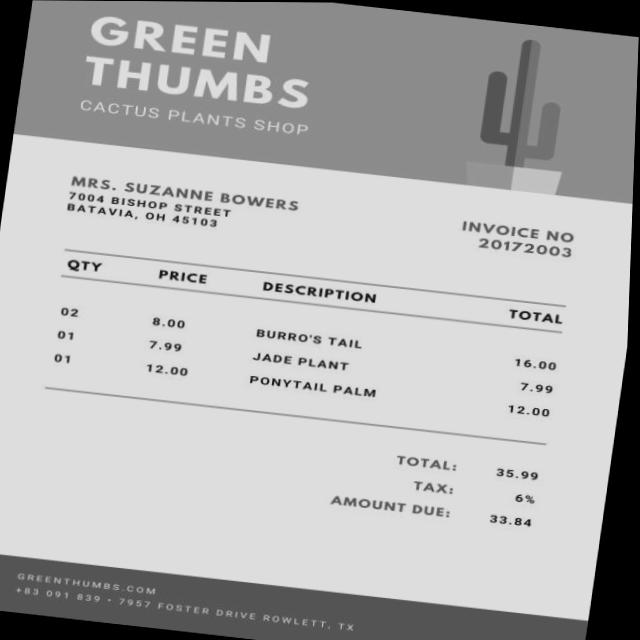 GREEN
THUMBS
CACTUS PLANTS SHOP
MRS. SUZANNE BOWERS
7004 BISHOP STREET
BATAVIA, OH 45103
INVOICE NO
20172003
QTY PRICE DESCRIPTION TOTAL
02 8.00 BURRO'S TAIL 16.00
01 7.99 JADE PLANT 7.99
01 12.00 PONYTAIL PALM 12.00
TOTAL: 35.99
TAX: 6%
AMOUNT DUE: 33.84
GREENTHUMBS.COM
+83 091 839 • 7957 FOSTER DRIVE ROWLETT, TX